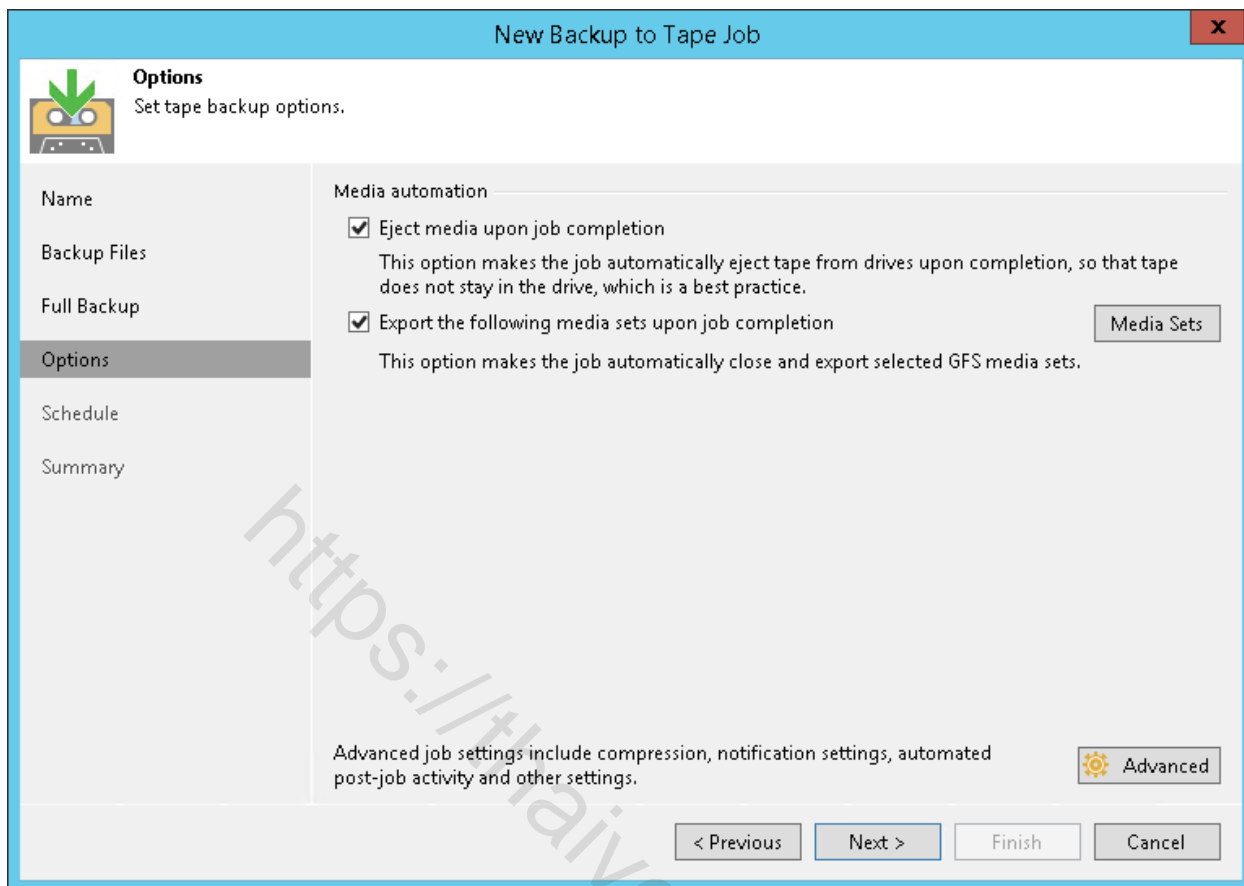 New Backup to Tape Job
x
Options
Set tape backup options.
Name
Backup Files
Full Backup
Options
Schedule
Summary
Media automation
Eject media upon job completion
This option makes the job automatically eject tape from drives upon completion, so that tape
does not stay in the drive, which is a best practice.
Export the following media sets upon job completion
Media Sets
This option makes the job automatically close and export selected GFS media sets.
Advanced job settings include compression, notification settings, automated
post-job activity and other settings.
Advanced
< Previous
Next >
Finish
Cancel